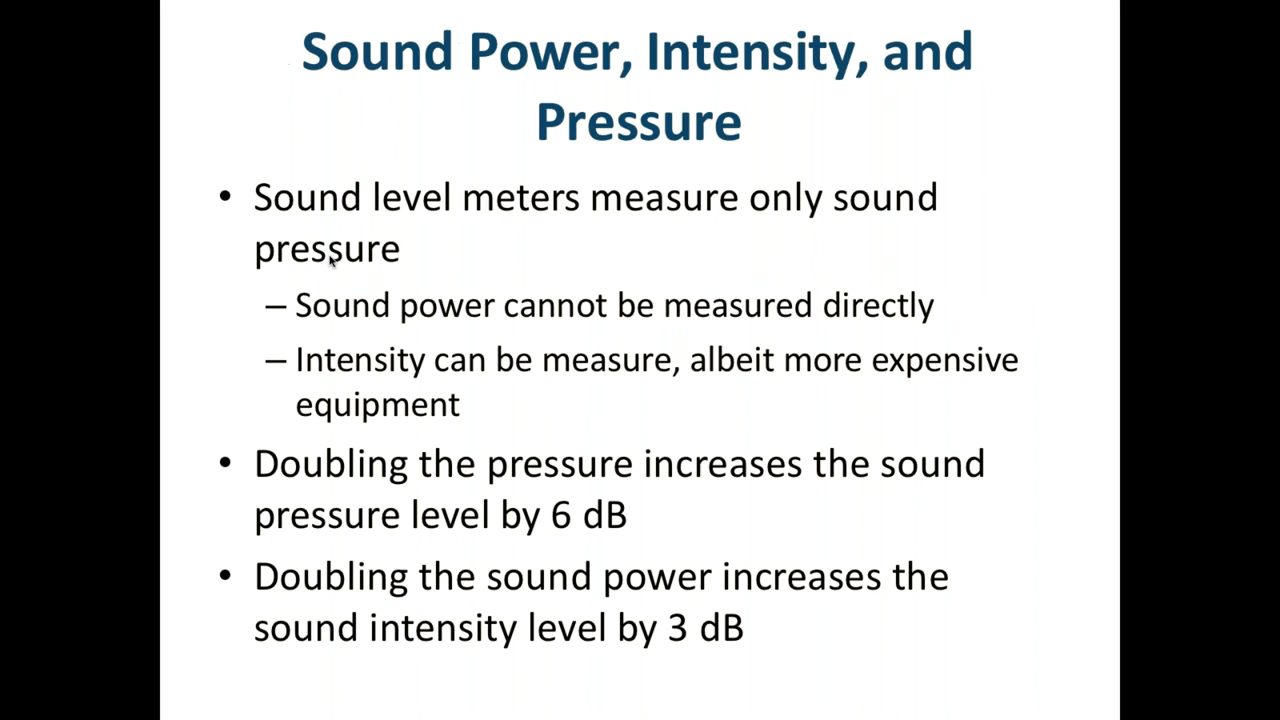 Sound Power, Intensity, and
Pressure
• Sound level meters measure only sound
pressure
– Sound power cannot be measured directly
– Intensity can be measure, albeit more expensive
equipment
• Doubling the pressure increases the sound
pressure level by 6 dB
• Doubling the sound power increases the
sound intensity level by 3 dB